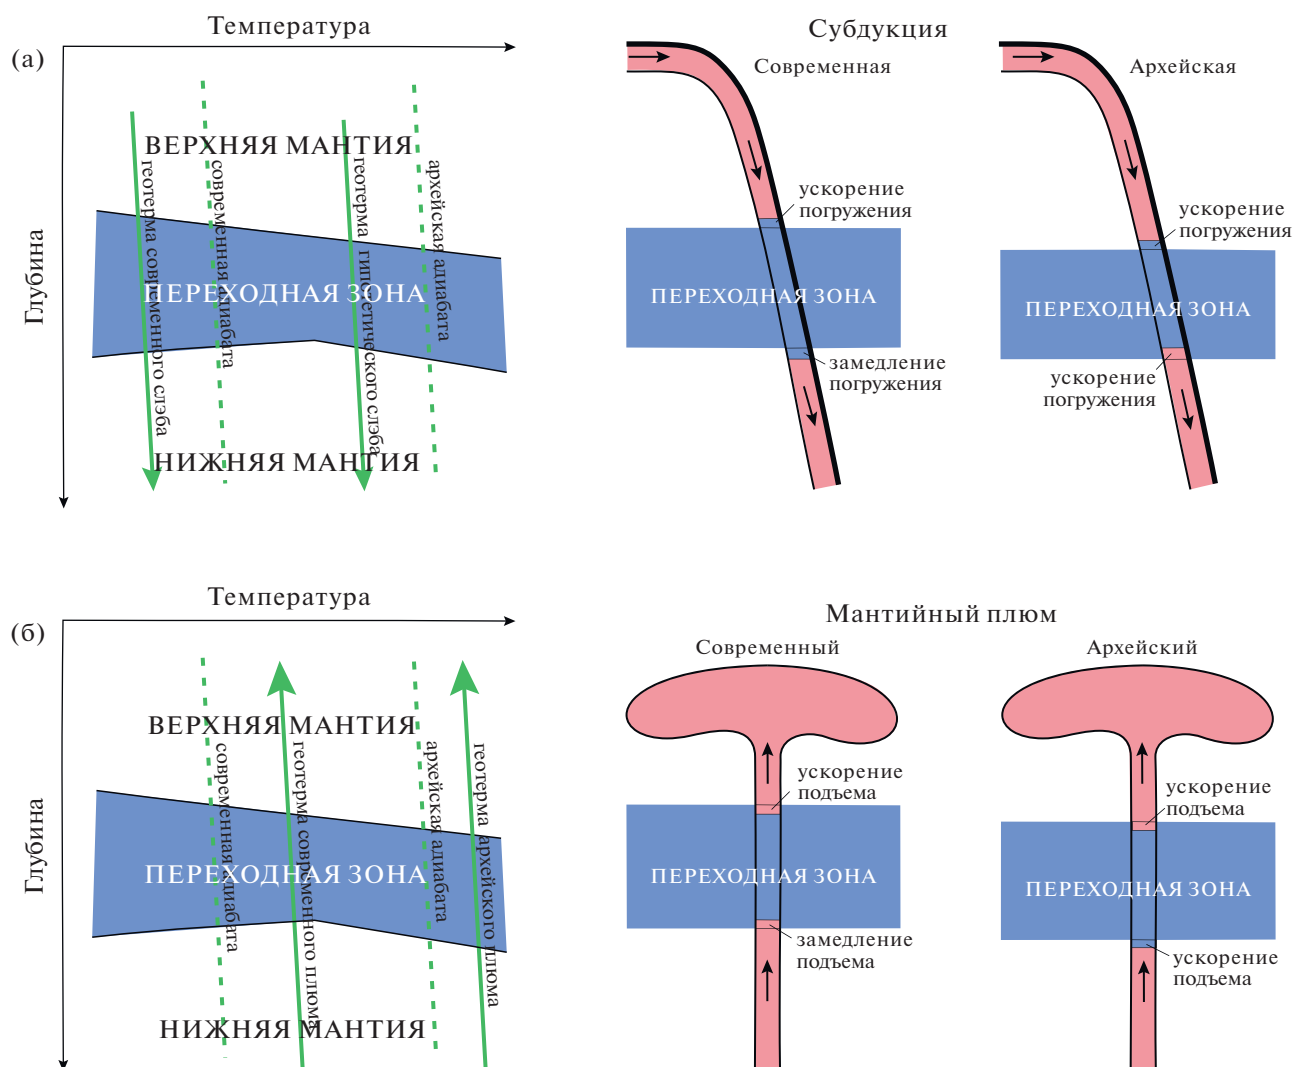 (а)
Температура
Глубина
ВЕРХНЯЯ МАНТИЯ
ПЕРЕХОДНАЯ ЗОНА
НИЖНЯЯ МАНТИЯ
геотерма современного слэба
современная адиабата
геотерма гипотетического слэба
архейская адиабата
Субдукция
Современная
ускорение
погружения
ПЕРЕХОДНАЯ ЗОНА
замедление
погружения
Архейская
ускорение
погружения
ПЕРЕХОДНАЯ ЗОНА
ускорение
погружения
(б)
Температура
Глубина
ВЕРХНЯЯ МАНТИЯ
ПЕРЕХОДНАЯ ЗОНА
НИЖНЯЯ МАНТИЯ
современная адиабата
геотерма современного плюма
архейская адиабата
геотерма архейского плюма
Мантийный плюм
Современный
ускорение
подъема
ПЕРЕХОДНАЯ ЗОНА
замедление
подъема
Архейский
ускорение
подъема
ПЕРЕХОДНАЯ ЗОНА
ускорение
подъема